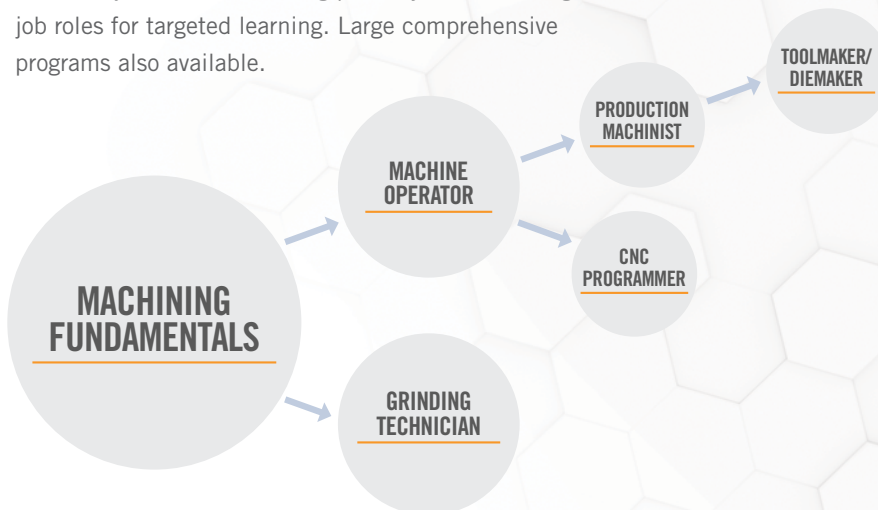 job roles for targeted learning. Large comprehensive
programs also available.
TOOLMAKER/
DIEMAKER
PRODUCTION
MACHINIST
MACHINE
OPERATOR
CNC
PROGRAMMER
MACHINING
FUNDAMENTALS
GRINDING
TECHNICIAN